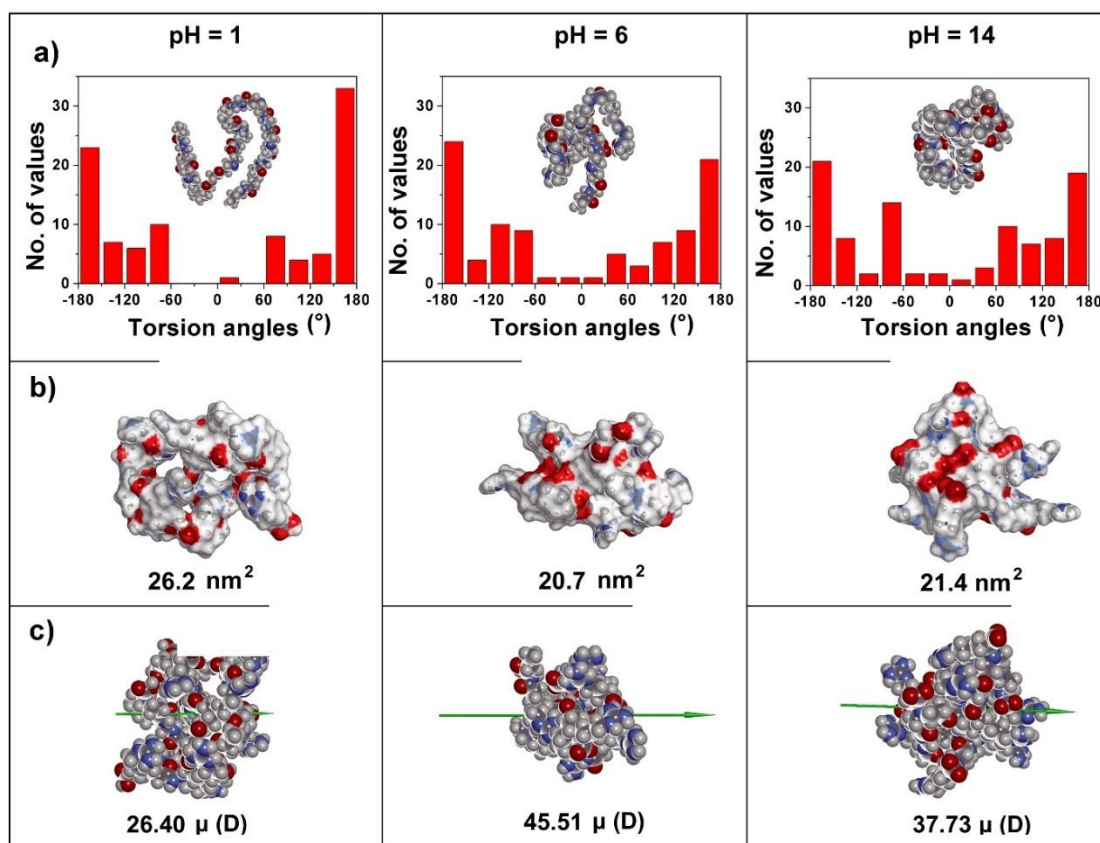 pH = 1
pH = 6
pH = 14
a)
No. of values
30
20
10
0
-180 -120 -60 0 60 120 180
Torsion angles (°)
No. of values
30
20
10
0
-180 -120 -60 0 60 120 180
Torsion angles (°)
No. of values
30
20
10
0
-180 -120 -60 0 60 120 180
Torsion angles (°)
b)
26.2 nm²
20.7 nm²
21.4 nm²
c)
26.40 μ (D)
45.51 μ (D)
37.73 μ (D)